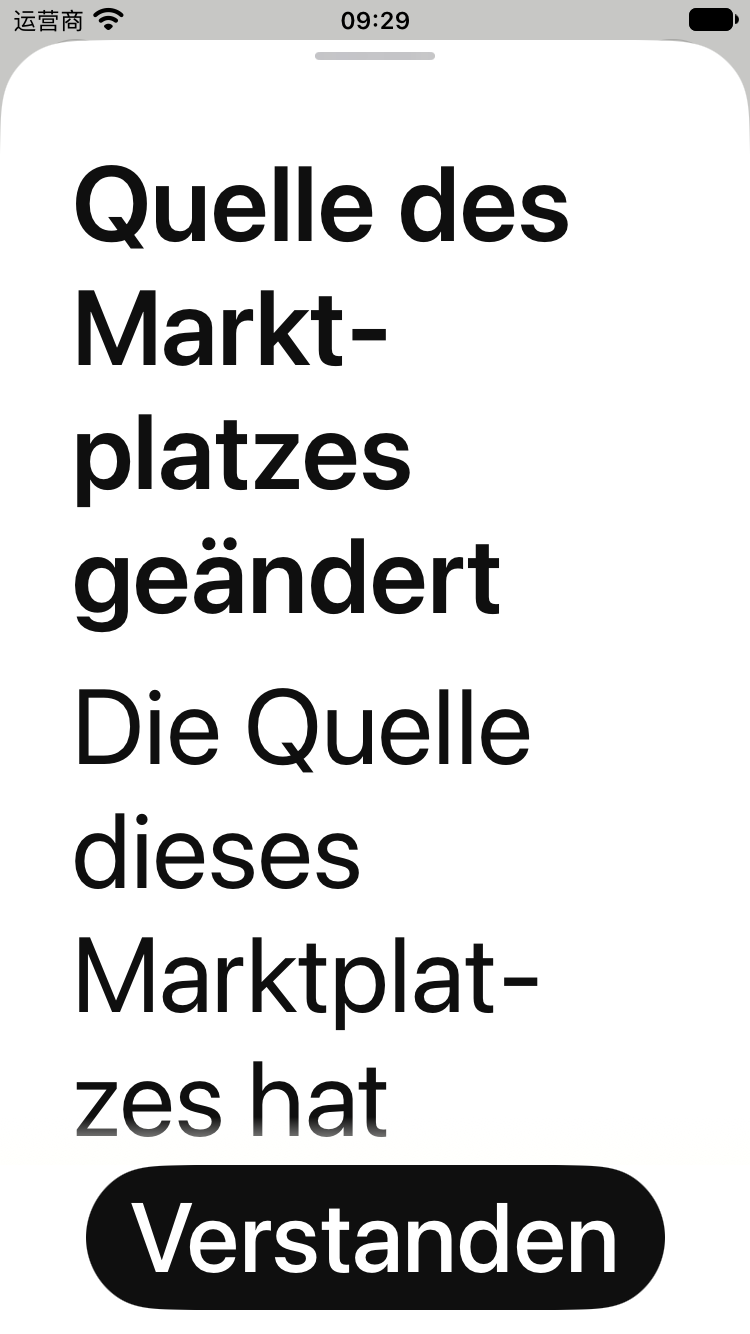 运营商 09:29
Quelle des
Markt-
platzes
geändert
Die Quelle
dieses
Marktplat-
zes hat
Verstanden